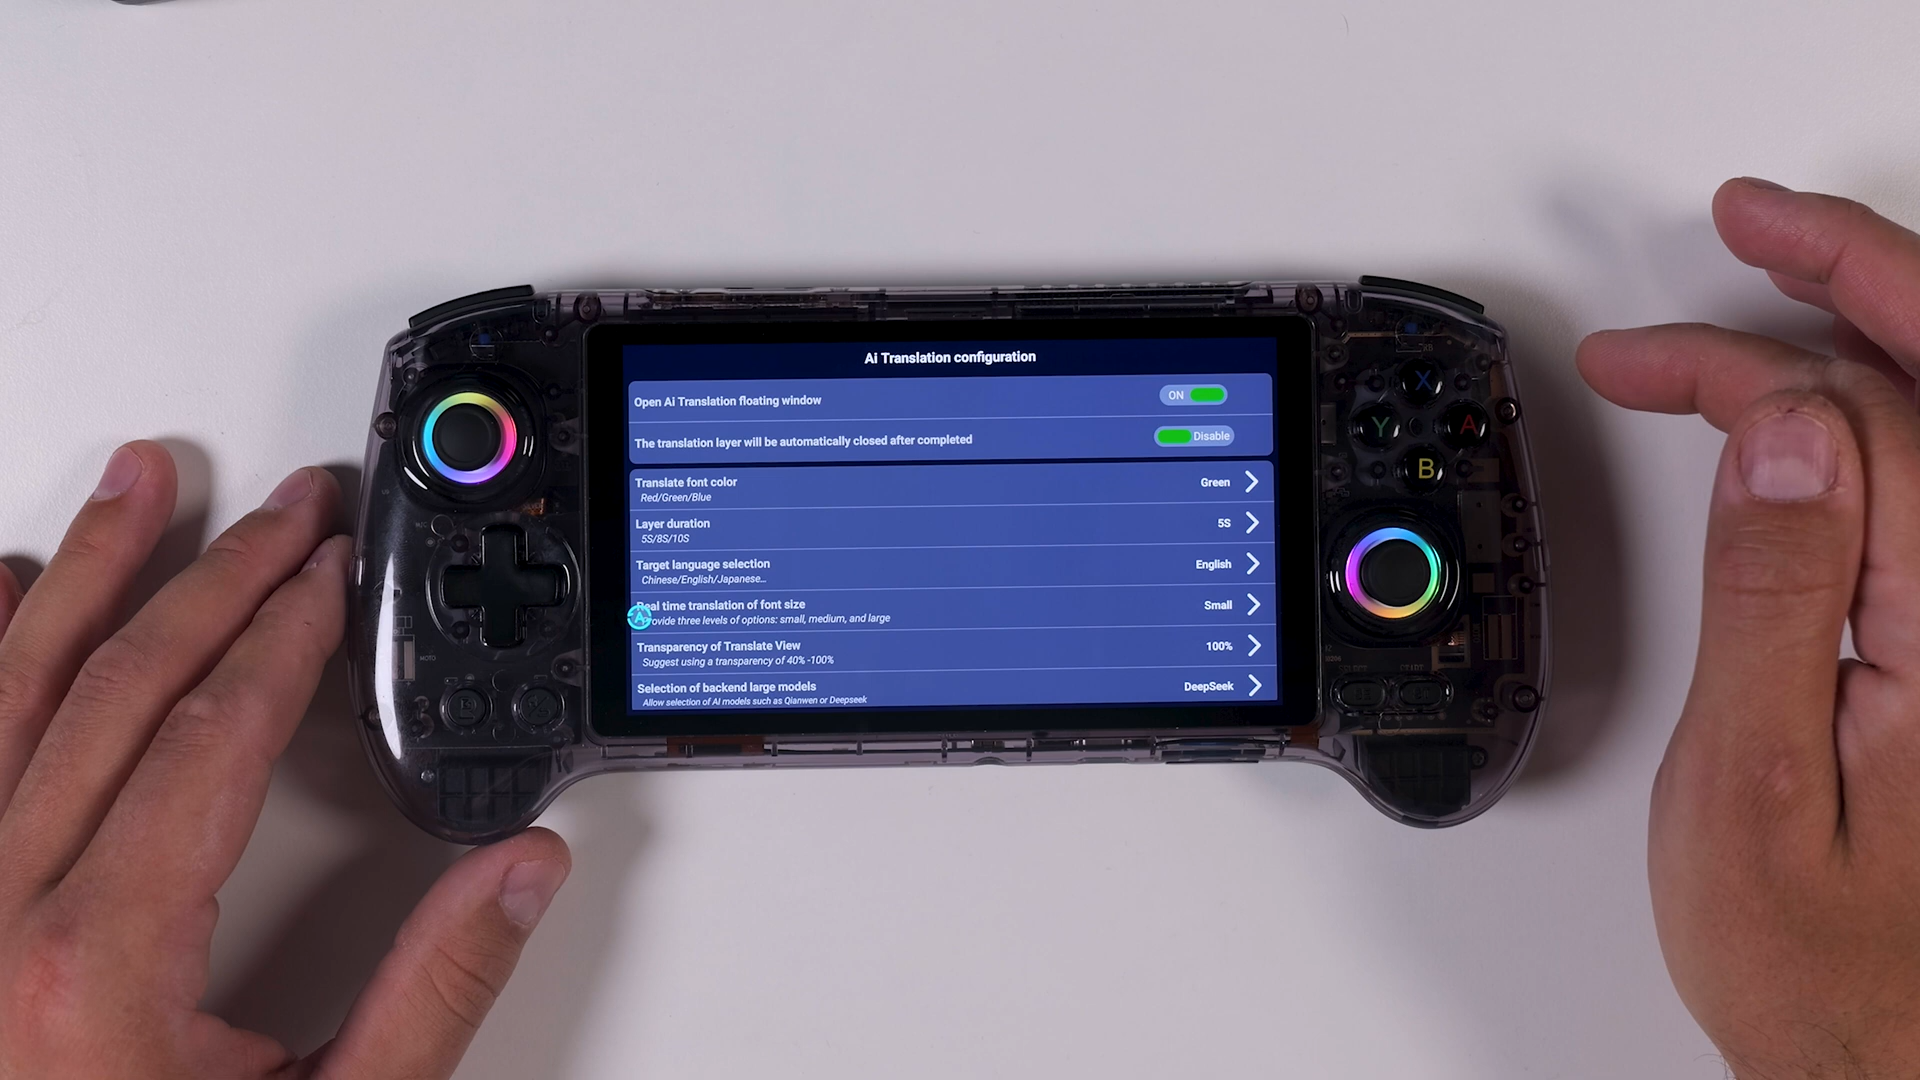 Ai Translation configuration
Open Ai Translation floating window ON
The translation layer will be automatically closed after completed Disable
Translate font color Green
Red/Green/Blue
Layer duration 5S
5S/8S/10S
Target language selection English
Chinese/English/Japanese...
Real time translation of font size Small
rovide three levels of options: small, medium, and large
Transparency of Translate View 100%
Suggest using a transparency of 40% -100%
Selection of backend large models DeepSeek
Allow selection of AI models such as Qianwen or Deepseek
X
Y
A
B
MOTO